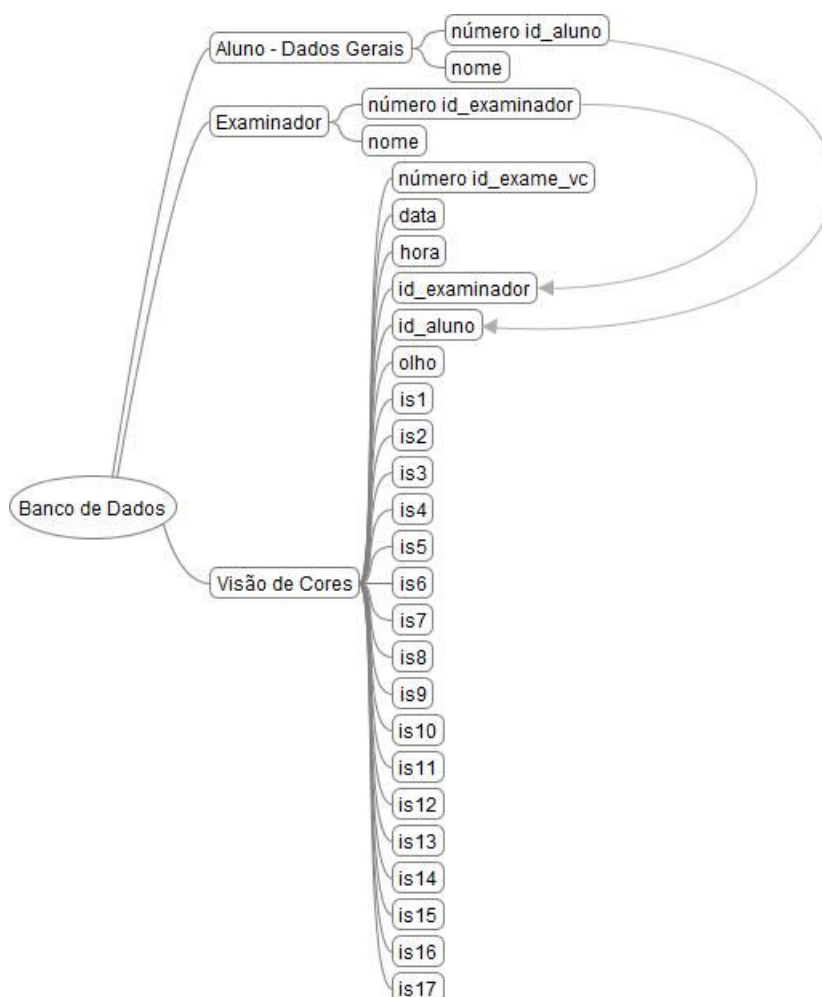 Aluno - Dados Gerais
número id_aluno
nome
Examinador
número id_examinador
nome
Banco de Dados
Visão de Cores
número id_exame_vc
data
hora
id_examinador
id_aluno
olho
is1
is2
is3
is4
is5
is6
is7
is8
is9
is10
is11
is12
is13
is14
is15
is16
is17